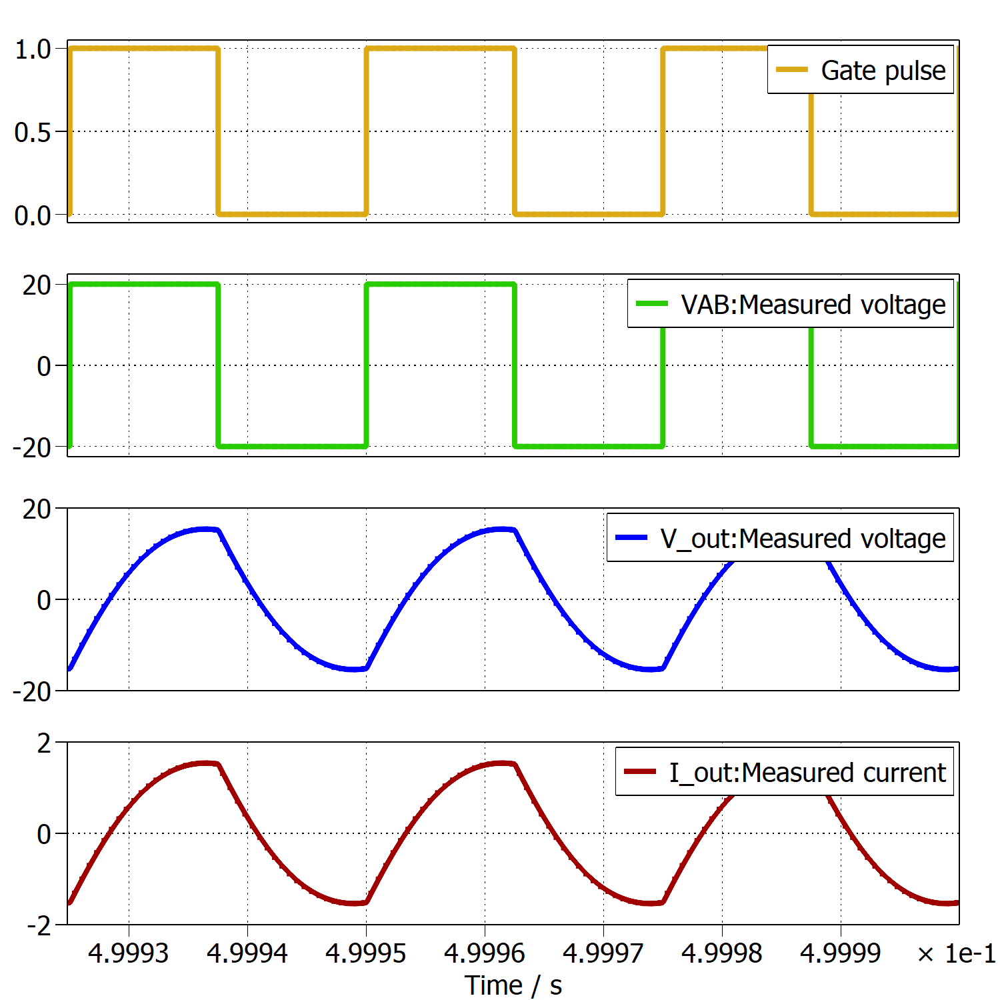 1.0
Gate pulse
0.5
0.0
20
VAB:Measured voltage
0
-20
20
V_out:Measured voltage
0
-20
2
I_out:Measured current
0
-2
4.9993 4.9994 4.9995 4.9996 4.9997 4.9998 4.9999 × 1e-1
Time / s